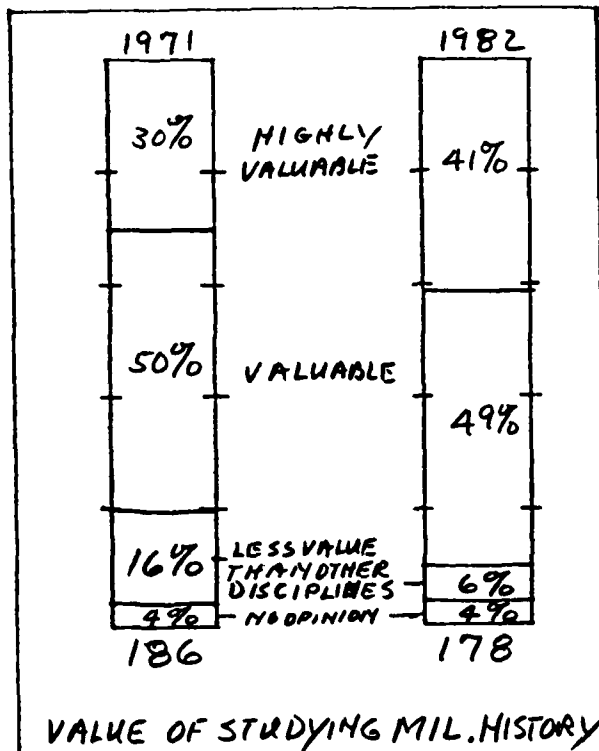 1971 1982
30% HIGHLY 41%
VALUABLE
50% VALUABLE
49%
16% LESS VALUE
THAN OTHER
DISCIPLINES 6%
4% NO OPINION 4%
186 178
VALUE OF STUDYING MIL. HISTORY